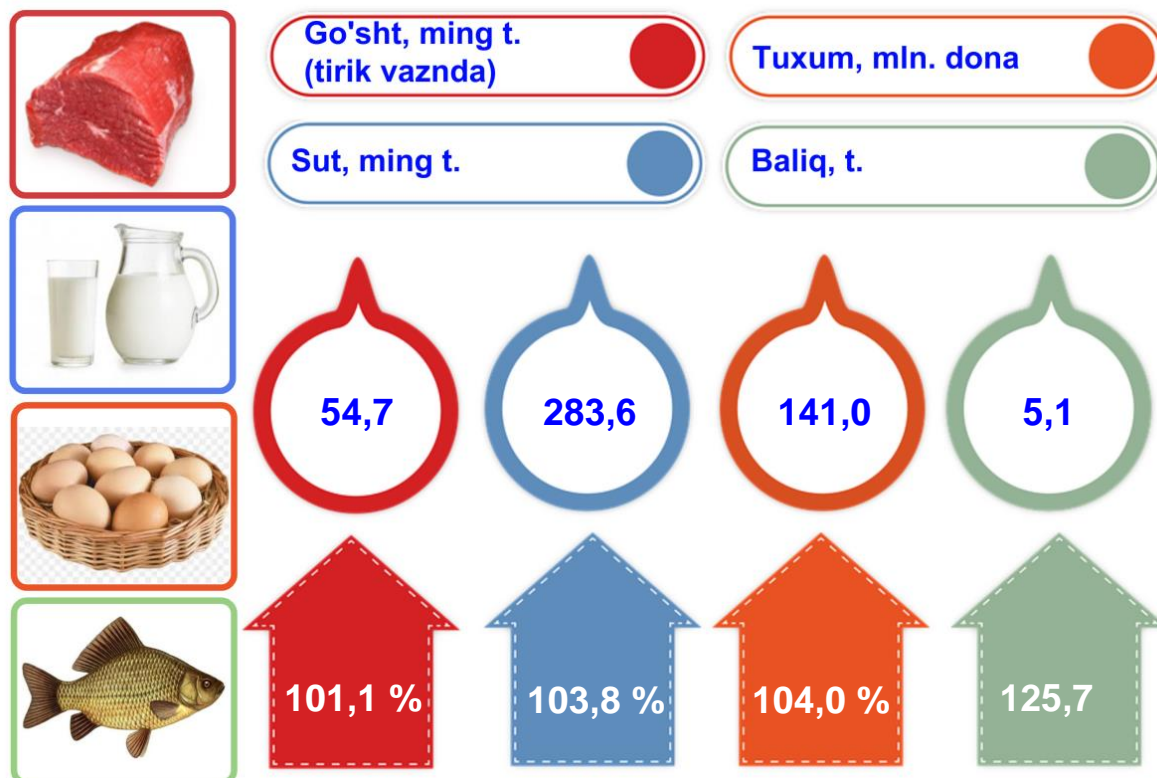 Go'sht, ming t.
(tirik vaznda)
Tuxum, mln. dona
Sut, ming t.
Baliq, t.
54,7
283,6
141,0
5,1
101,1 %
103,8 %
104,0 %
125,7